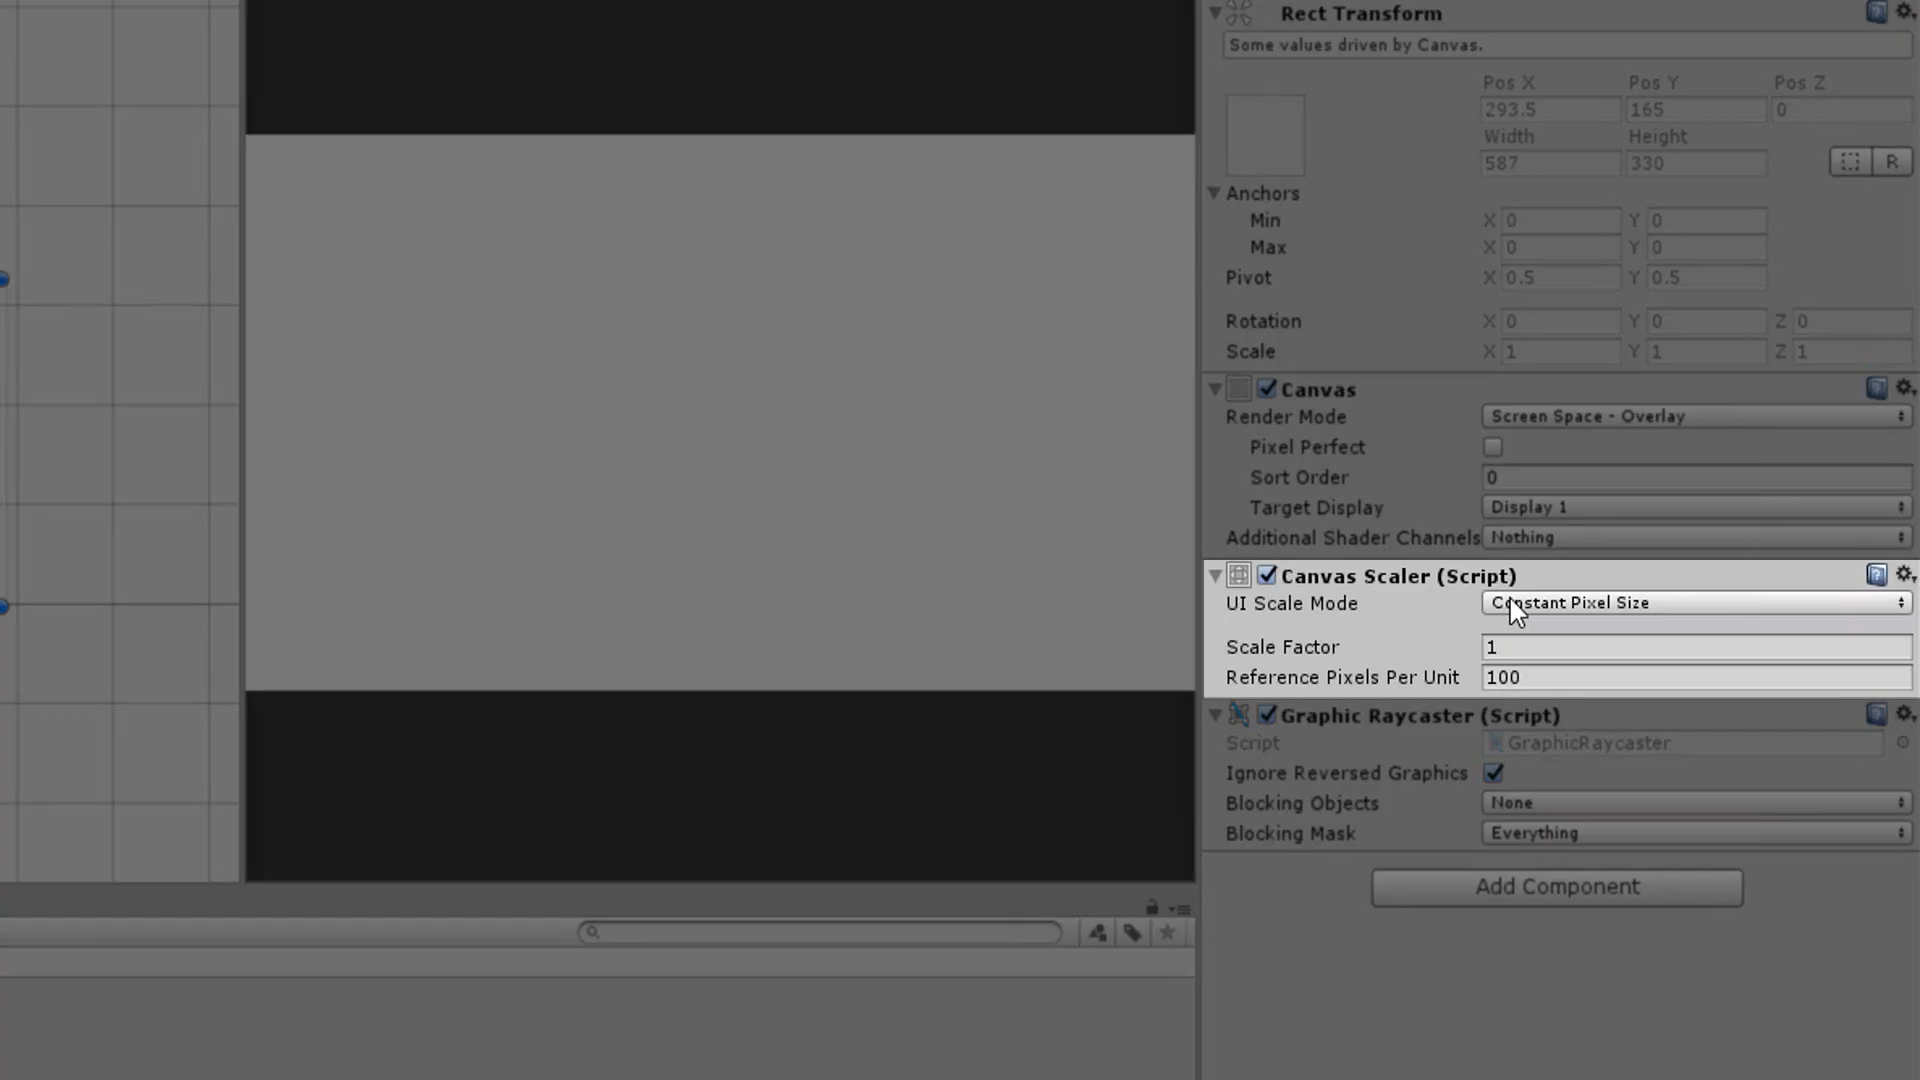 Rect Transform
Some values driven by Canvas.
Pos X Pos Y Pos Z
293.5 165 0
Width Height
587 330
R
Anchors
Min X 0 Y 0
Max X 0 Y 0
Pivot X 0.5 Y 0.5
Rotation X 0 Y 0 Z 0
Scale X 1 Y 1 Z 1
Canvas
Render Mode Screen Space - Overlay
Pixel Perfect
Sort Order 0
Target Display Display 1
Additional Shader Channels Nothing
Canvas Scaler (Script)
UI Scale Mode Constant Pixel Size
Scale Factor 1
Reference Pixels Per Unit 100
Graphic Raycaster (Script)
Script GraphicRaycaster
Ignore Reversed Graphics
Blocking Objects None
Blocking Mask Everything
Add Component